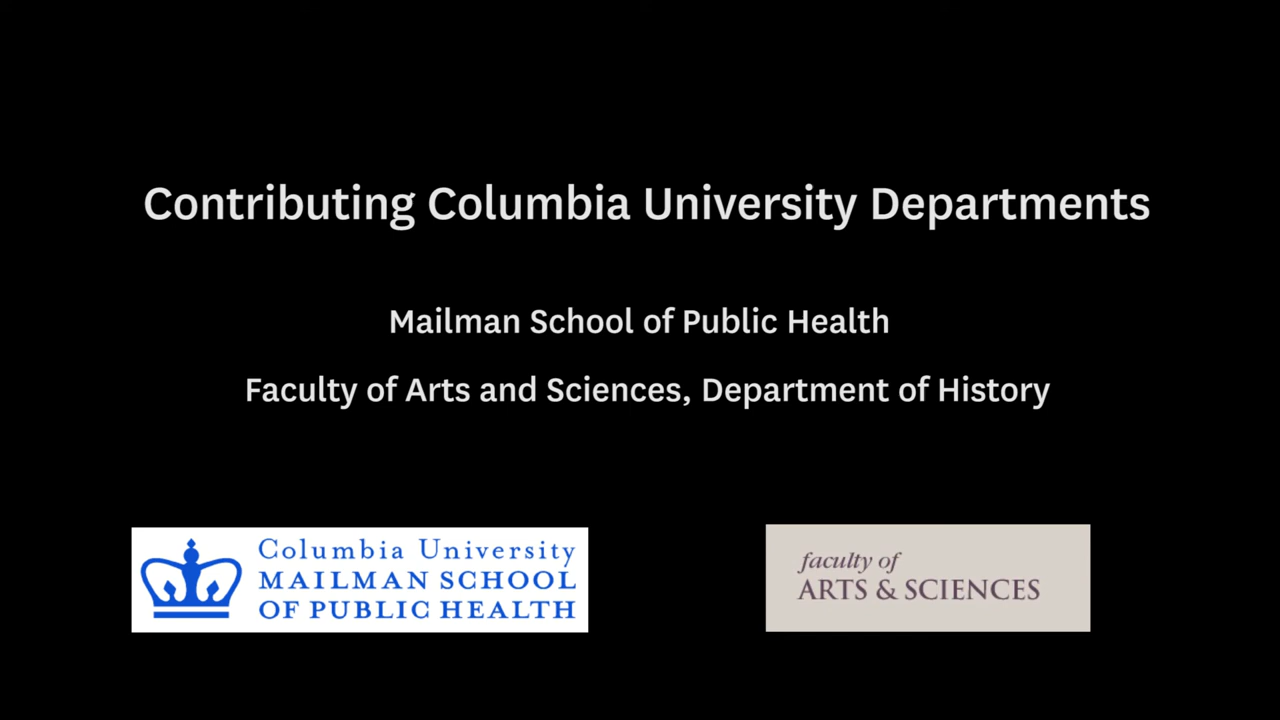 Contributing Columbia University Departments
Mailman School of Public Health
Faculty of Arts and Sciences, Department of History
Columbia University
MAILMAN SCHOOL
OF PUBLIC HEALTH
faculty of
ARTS & SCIENCES